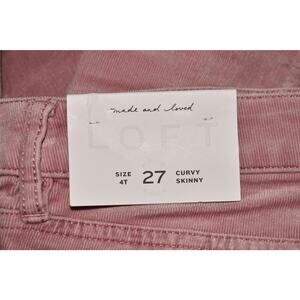 made and loved
LOFT
SIZE 27 CURVY
4T SKINNY